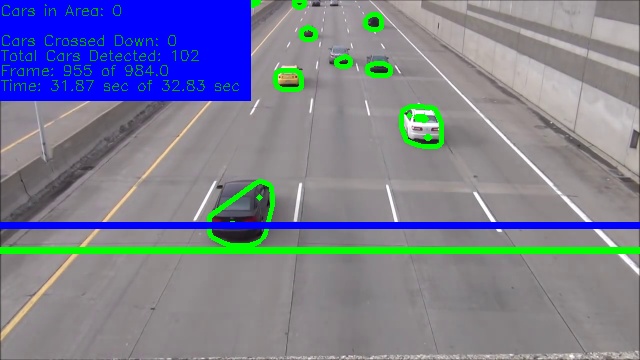 Cars in Area: 0
Cars Crossed Down: 0
Total Cars Detected: 102
Frame: 955 of 984.0
Time: 31.87 sec of 32.83 sec